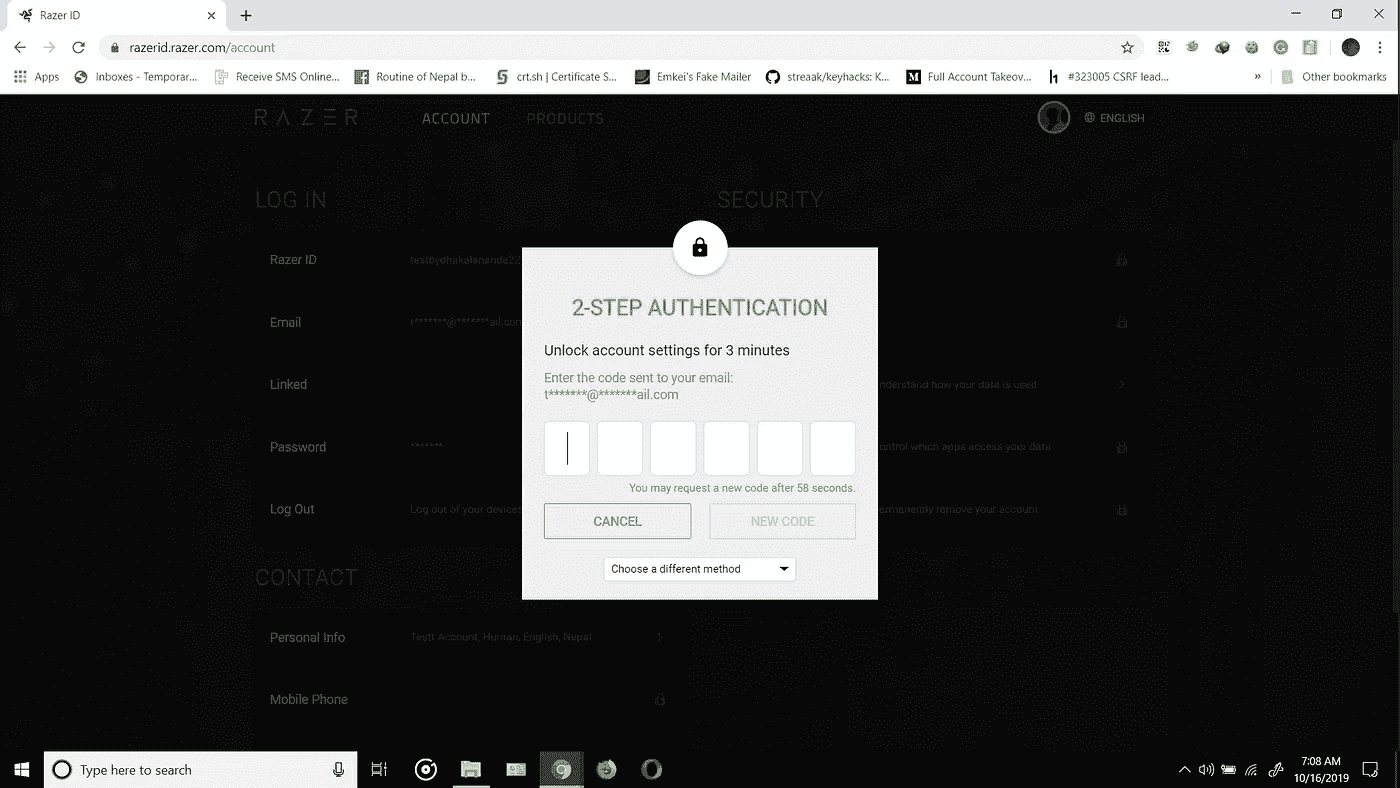 Razer ID
razerid.razer.com/account
Apps Inboxes - Temporar... Receive SMS Online... Routine of Nepal b... crt.sh | Certificate S... Emkei's Fake Mailer streaak/keyhacks: K... Full Account Takeov... #323005 CSRF lead... » Other bookmarks
RAZER ACCOUNT PRODUCTS ENGLISH
LOG IN SECURITY
Razer ID
Email t*******@*******ail.com
Linked
understand how your data is used
Password *******
control which apps access your data
Log Out Log out of your devices
permanently remove your account
2-STEP AUTHENTICATION
Unlock account settings for 3 minutes
Enter the code sent to your email:
t*******@*******ail.com
You may request a new code after 58 seconds.
CANCEL NEW CODE
Choose a different method
CONTACT
Personal Info Testt Account, Human, English, Nepal
Mobile Phone
Type here to search
7:08 AM
10/16/2019